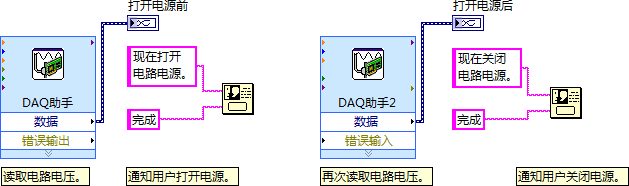 打开电源前
现在打开
电路电源。
DAQ助手
数据
完成
错误输出
读取电路电压。
通知用户打开电源。
打开电源后
现在关闭
电路电源。
DAQ助手2
数据
完成
错误输入
再次读取电路电压。
通知用户关闭电源。